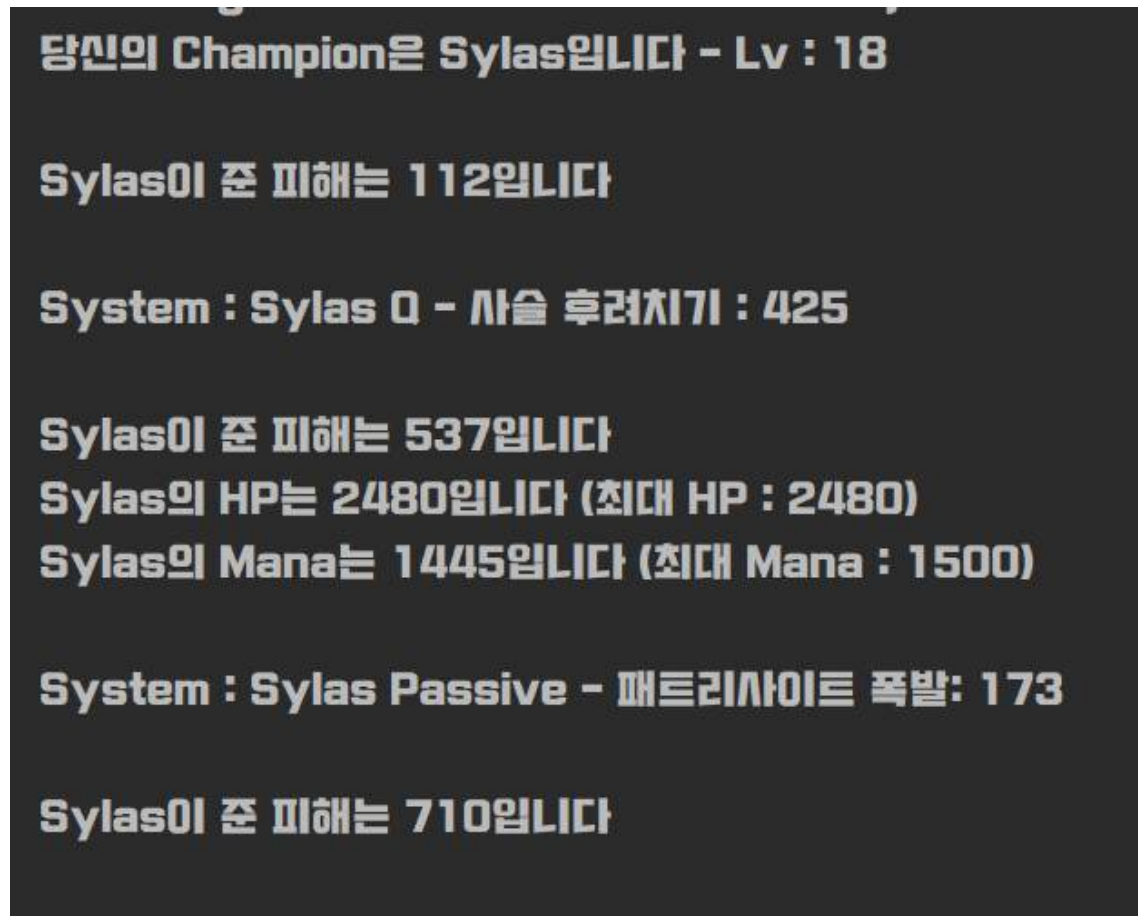 당신의 Champion은 Sylas입니다 - Lv : 18
Sylas이 준 피해는 112입니다
System : Sylas Q - 사슬 후려치기 : 425
Sylas이 준 피해는 537입니다
Sylas의 HP는 2480입니다 (최대 HP : 2480)
Sylas의 Mana는 1445입니다 (최대 Mana : 1500)
System : Sylas Passive - 패트리사이트 폭발: 173
Sylas이 준 피해는 710입니다